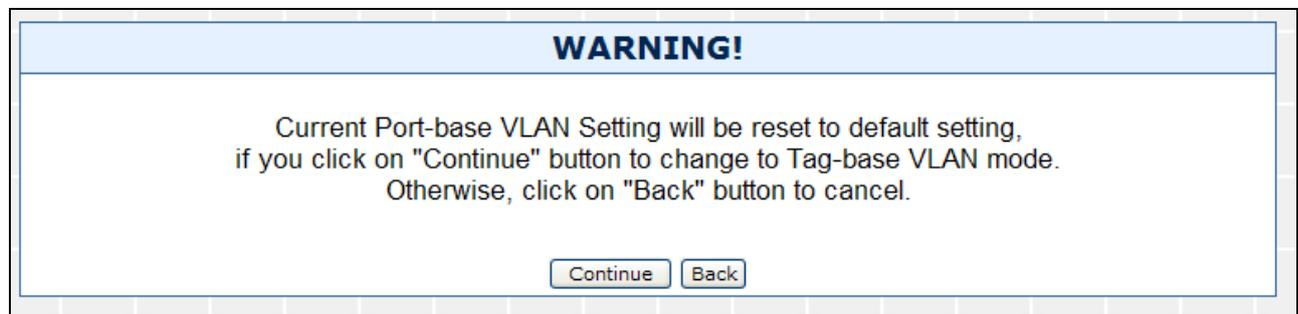 WARNING!
Current Port-base VLAN Setting will be reset to default setting,
if you click on "Continue" button to change to Tag-base VLAN mode.
Otherwise, click on "Back" button to cancel.
Continue Back